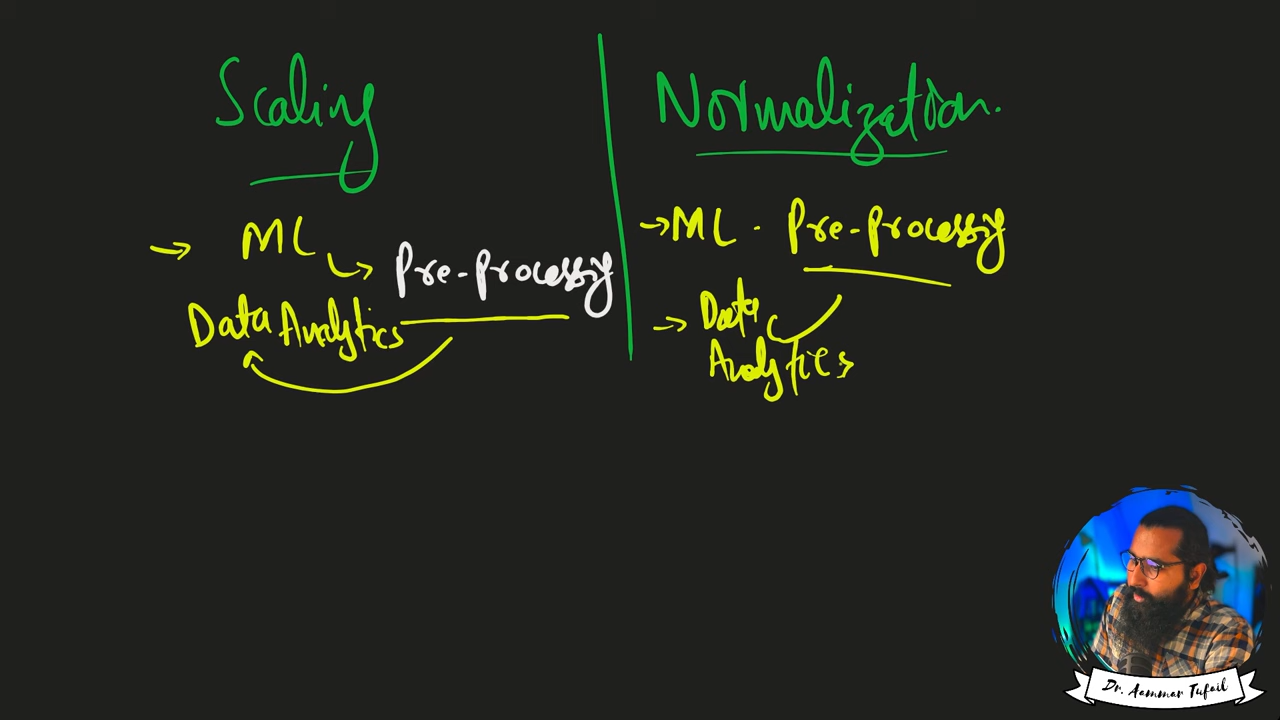 Scaling
→ ML
↳ Pre-Processing
Data Analytics
Normalization.
→ ML . Pre-Processing
→ Data
Analytics
Dr. Aammar Tufail